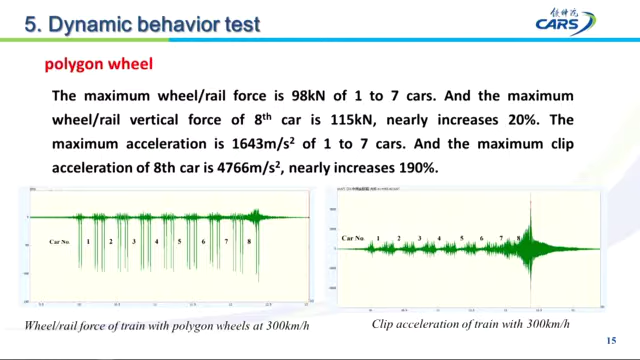 5. Dynamic behavior test
CARS
polygon wheel
The maximum wheel/rail force is 98kN of 1 to 7 cars. And the maximum
wheel/rail vertical force of 8th car is 115kN, nearly increases 20%. The
maximum acceleration is 1643m/s² of 1 to 7 cars. And the maximum clip
acceleration of 8th car is 4766m/s², nearly increases 190%.
Car No. 1 2 3 4 5 6 7 8
Car No. 1 2 3 4 5 6 7 8
Wheel/rail force of train with polygon wheels at 300km/h
Clip acceleration of train with 300km/h
15